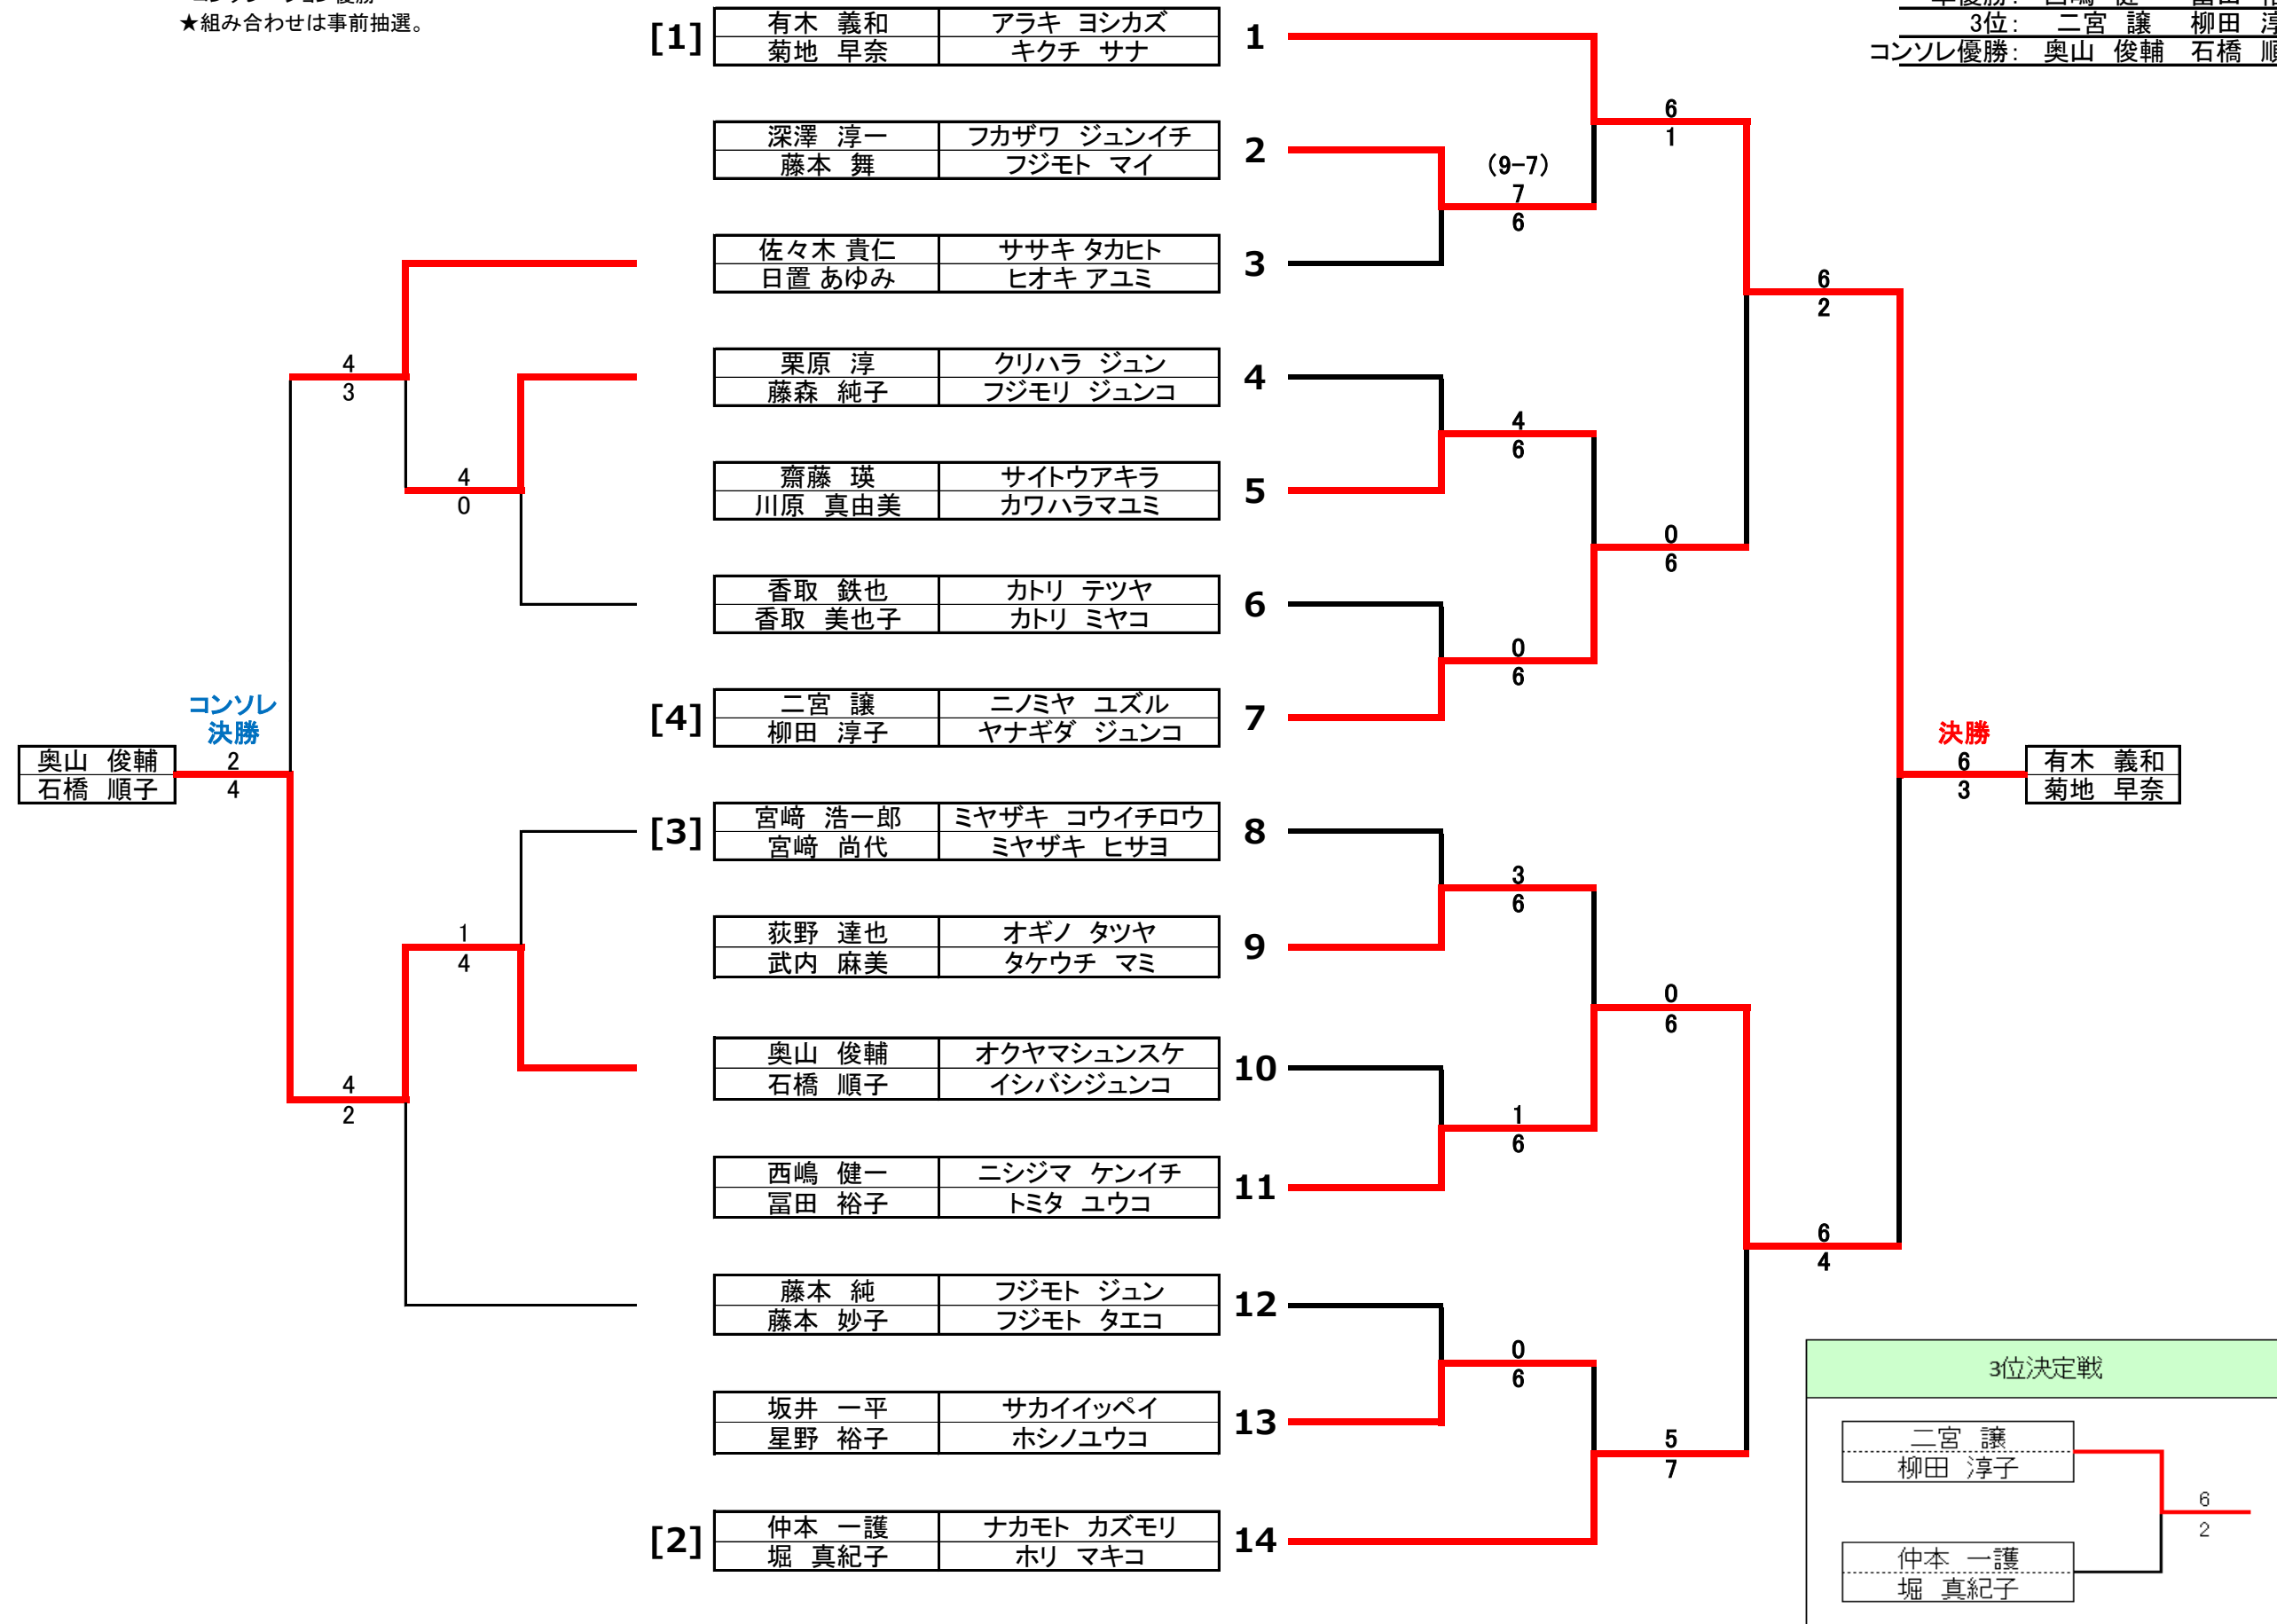 ★組み合わせは事前抽選。
3位： 二宮 譲 柳田
コンソレ優勝： 奥山 俊輔 石橋
[1] 有木 義和 アラキ ヨシカズ 1
菊地 早奈 キクチ サナ
6
1
深澤 淳一 フカザワ ジュンイチ 2
藤本 舞 フジモト マイ
(9-7)
7
6
佐々木 貴仁 ササキ タカヒト 3
日置 あゆみ ヒオキ アユミ
6
2
4
3
栗原 淳 クリハラ ジュン 4
藤森 純子 フジモリ ジュンコ
4
6
4
0
齋藤 瑛 サイトウアキラ 5
川原 真由美 カワハラマユミ
0
6
香取 鉄也 カトリ テツヤ 6
香取 美也子 カトリ ミヤコ
0
6
[4] 二宮 譲 ニノミヤ ユズル 7
柳田 淳子 ヤナギダ ジュンコ
コンソレ
決勝
2
4
奥山 俊輔
石橋 順子
決勝
6
3
有木 義和
菊地 早奈
[3] 宮﨑 浩一郎 ミヤザキ コウイチロウ 8
宮﨑 尚代 ミヤザキ ヒサヨ
3
6
荻野 達也 オギノ タツヤ 9
武内 麻美 タケウチ マミ
1
4
0
6
奥山 俊輔 オクヤマシュンスケ 10
石橋 順子 イシバシジュンコ
4
2
1
6
西嶋 健一 ニシジマ ケンイチ 11
冨田 裕子 トミタ ユウコ
6
4
藤本 純 フジモト ジュン 12
藤本 妙子 フジモト タエコ
0
6
坂井 一平 サカイイッペイ 13
星野 裕子 ホシノユウコ
5
7
[2] 仲本 一護 ナカモト カズモリ 14
堀 真紀子 ホリ マキコ
3位決定戦
二宮 譲
柳田 淳子
6
2
仲本 一護
堀 真紀子